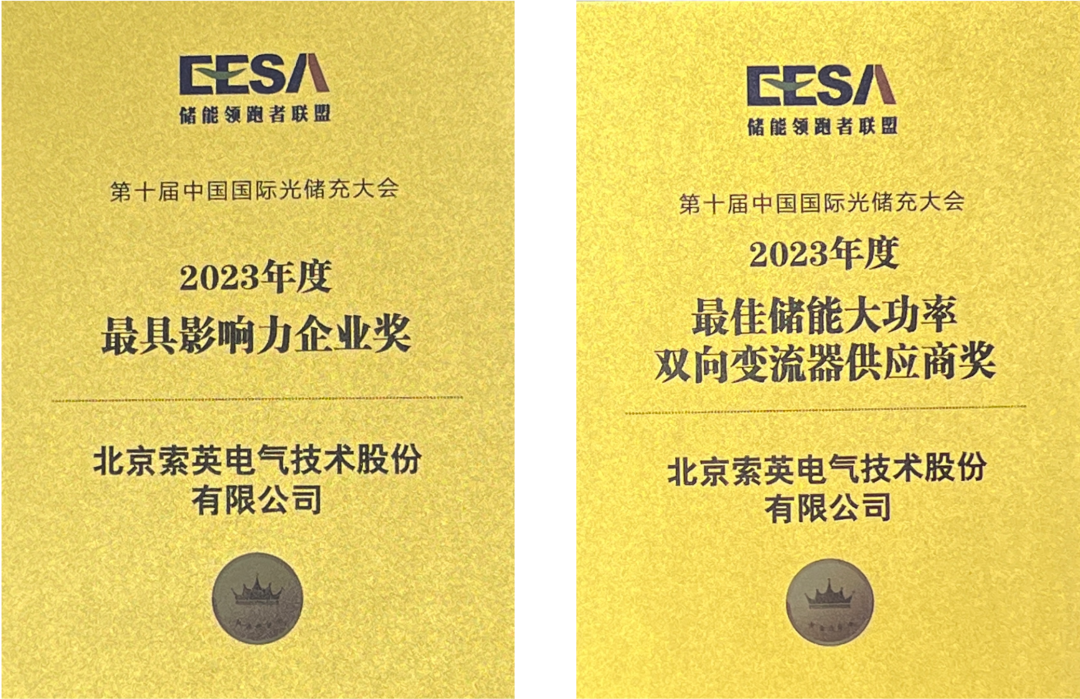 EESA
储能领跑者联盟
第十届中国国际光储充大会
2023年度
最具影响力企业奖
北京索英电气技术股份
有限公司
EESA
储能领跑者联盟
第十届中国国际光储充大会
2023年度
最佳储能大功率
双向变流器供应商奖
北京索英电气技术股份
有限公司